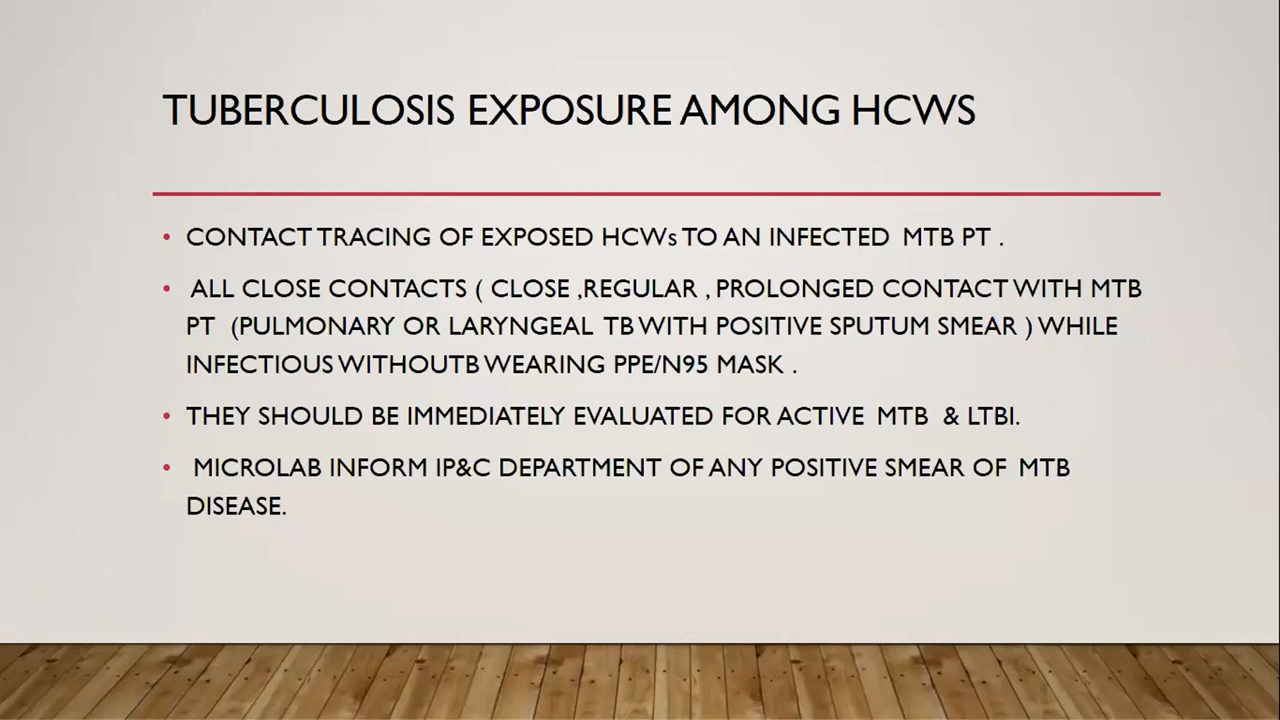 TUBERCULOSIS EXPOSURE AMONG HCWS
• CONTACT TRACING OF EXPOSED HCWs TO AN INFECTED MTB PT .
• ALL CLOSE CONTACTS ( CLOSE ,REGULAR , PROLONGED CONTACT WITH MTB
PT (PULMONARY OR LARYNGEAL TB WITH POSITIVE SPUTUM SMEAR ) WHILE
INFECTIOUS WITHOUTB WEARING PPE/N95 MASK .
• THEY SHOULD BE IMMEDIATELY EVALUATED FOR ACTIVE MTB & LTBI.
• MICROLAB INFORM IP&C DEPARTMENT OF ANY POSITIVE SMEAR OF MTB
DISEASE.